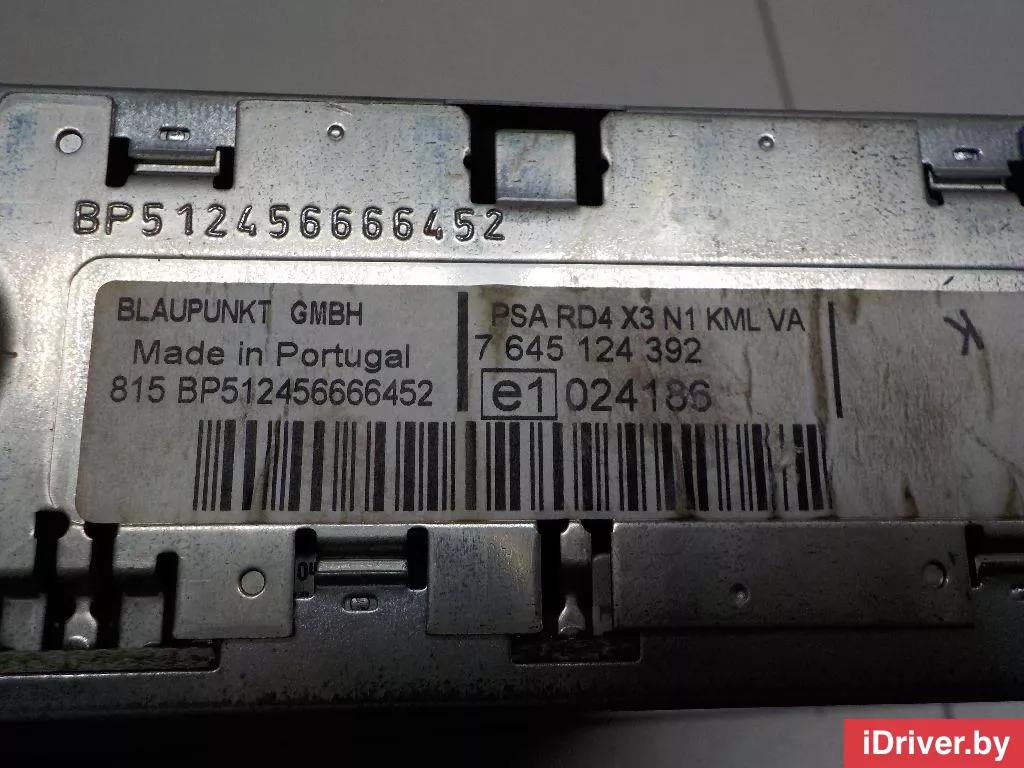 BP512456666452
BLAUPUNKT GMBH
Made in Portugal
815 BP512456666452
PSA RD4 X3 N1 KML VA
7 645 124 392
e1 024186
K
iDriver.by